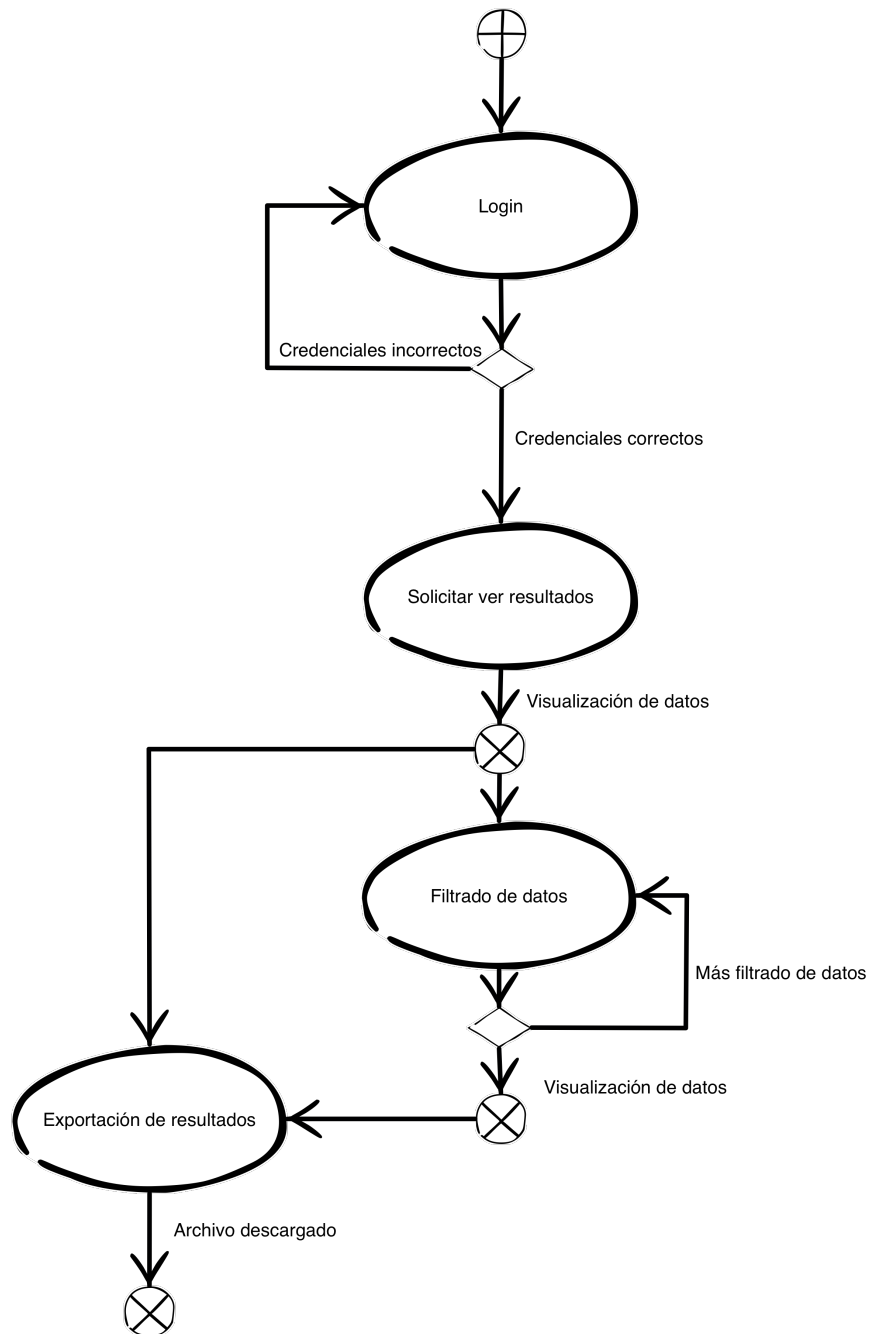 Login
Credenciales incorrectos
Credenciales correctos
Solicitar ver resultados
Visualización de datos
Filtrado de datos
Más filtrado de datos
Visualización de datos
Exportación de resultados
Archivo descargado